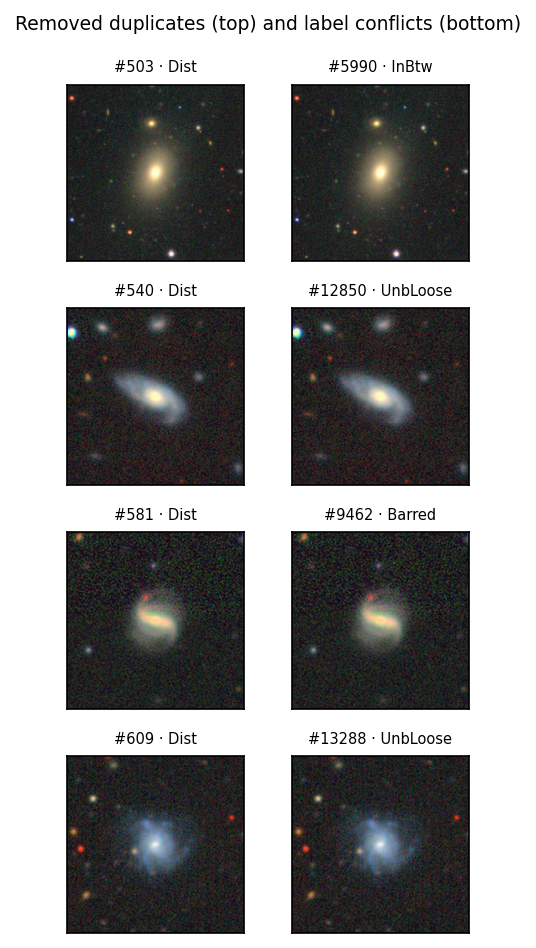 Removed duplicates (top) and label conflicts (bottom)
#503 · Dist
#5990 · InBtw
#540 · Dist
#12850 · UnbLoose
#581 · Dist
#9462 · Barred
#609 · Dist
#13288 · UnbLoose